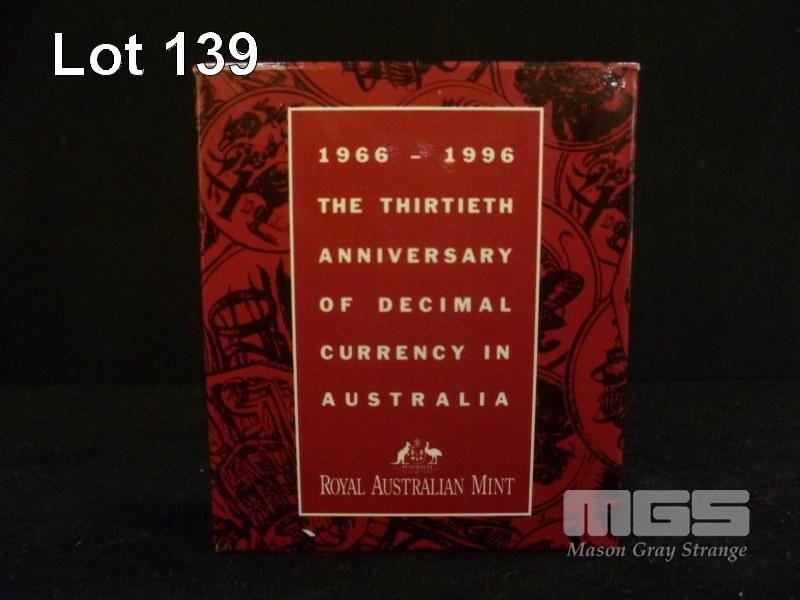 Lot 139
1966 - 1996
THE THIRTIETH
ANNIVERSARY
OF DECIMAL
CURRENCY IN
AUSTRALIA
AUSTRALIA
ROYAL AUSTRALIAN MINT
MGS
Mason Gray Strange